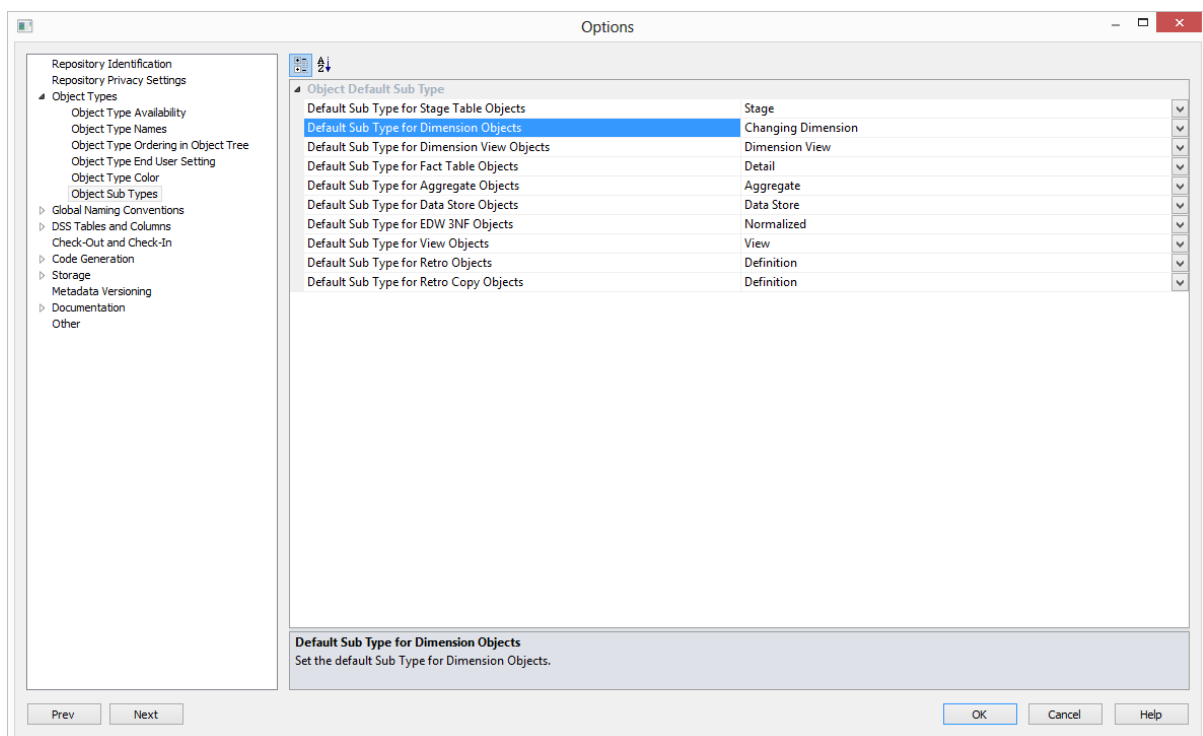 Options
Repository Identification
Repository Privacy Settings
Object Types
Object Type Availability
Object Type Names
Object Type Ordering in Object Tree
Object Type End User Setting
Object Type Color
Object Sub Types
Global Naming Conventions
DSS Tables and Columns
Check-Out and Check-In
Code Generation
Storage
Metadata Versioning
Documentation
Other
Object Default Sub Type
Default Sub Type for Stage Table Objects Stage
Default Sub Type for Dimension Objects Changing Dimension
Default Sub Type for Dimension View Objects Dimension View
Default Sub Type for Fact Table Objects Detail
Default Sub Type for Aggregate Objects Aggregate
Default Sub Type for Data Store Objects Data Store
Default Sub Type for EDW 3NF Objects Normalized
Default Sub Type for View Objects View
Default Sub Type for Retro Objects Definition
Default Sub Type for Retro Copy Objects Definition
Default Sub Type for Dimension Objects
Set the default Sub Type for Dimension Objects.
Prev Next OK Cancel Help